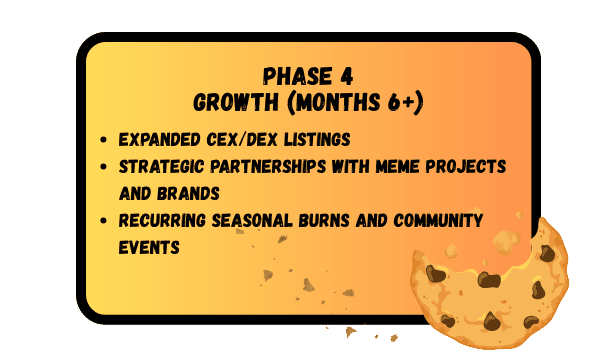 PHASE 4
GROWTH (MONTHS 6+)
• EXPANDED CEX/DEX LISTINGS
• STRATEGIC PARTNERSHIPS WITH MEME PROJECTS
AND BRANDS
• RECURRING SEASONAL BURNS AND COMMUNITY
EVENTS